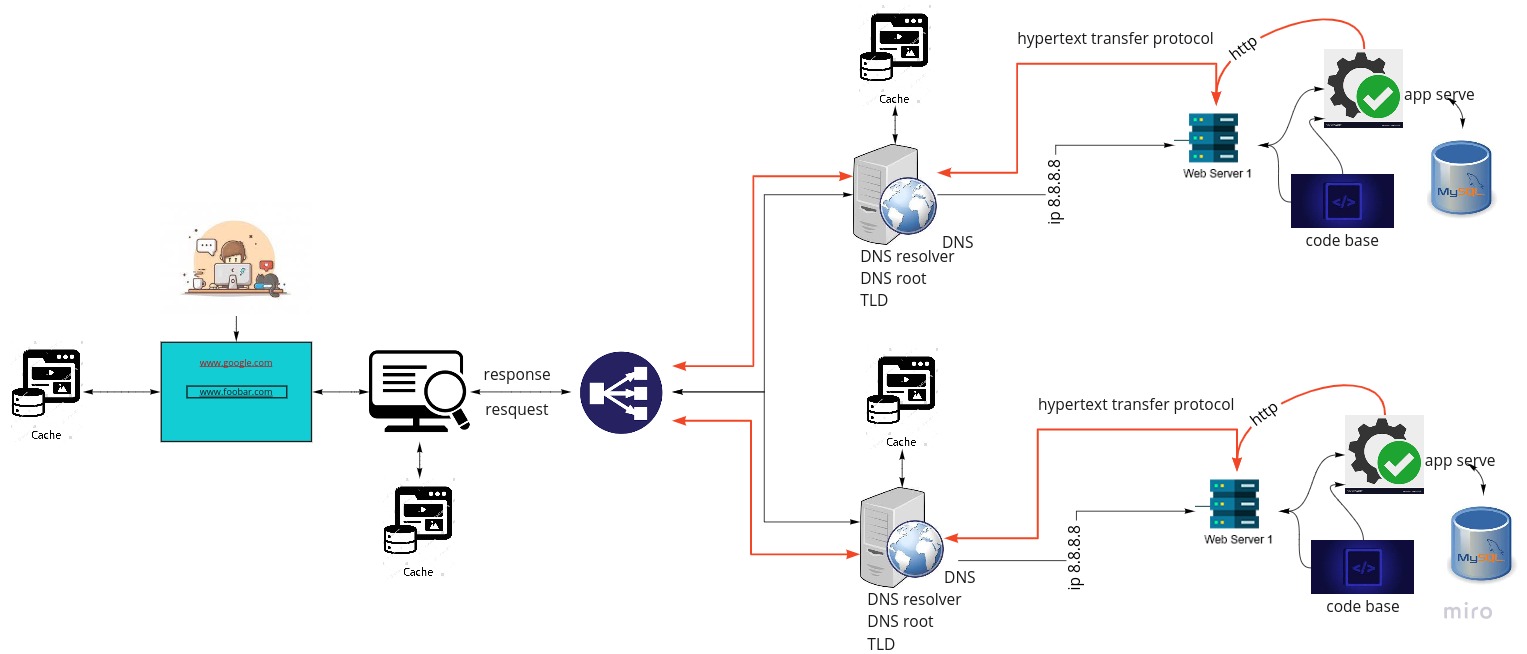 Cache
hypertext transfer protocol
http
app serve
MySQL
Web Server 1
ip 8.8.8.8
</>
code base
DNS
DNS resolver
DNS root
TLD
www.google.com
www.foobar.com
Cache
response
resquest
Cache
Cache
hypertext transfer protocol
http
app serve
MySQL
Web Server 1
ip 8.8.8.8
</>
code base
DNS
DNS resolver
DNS root
TLD
miro